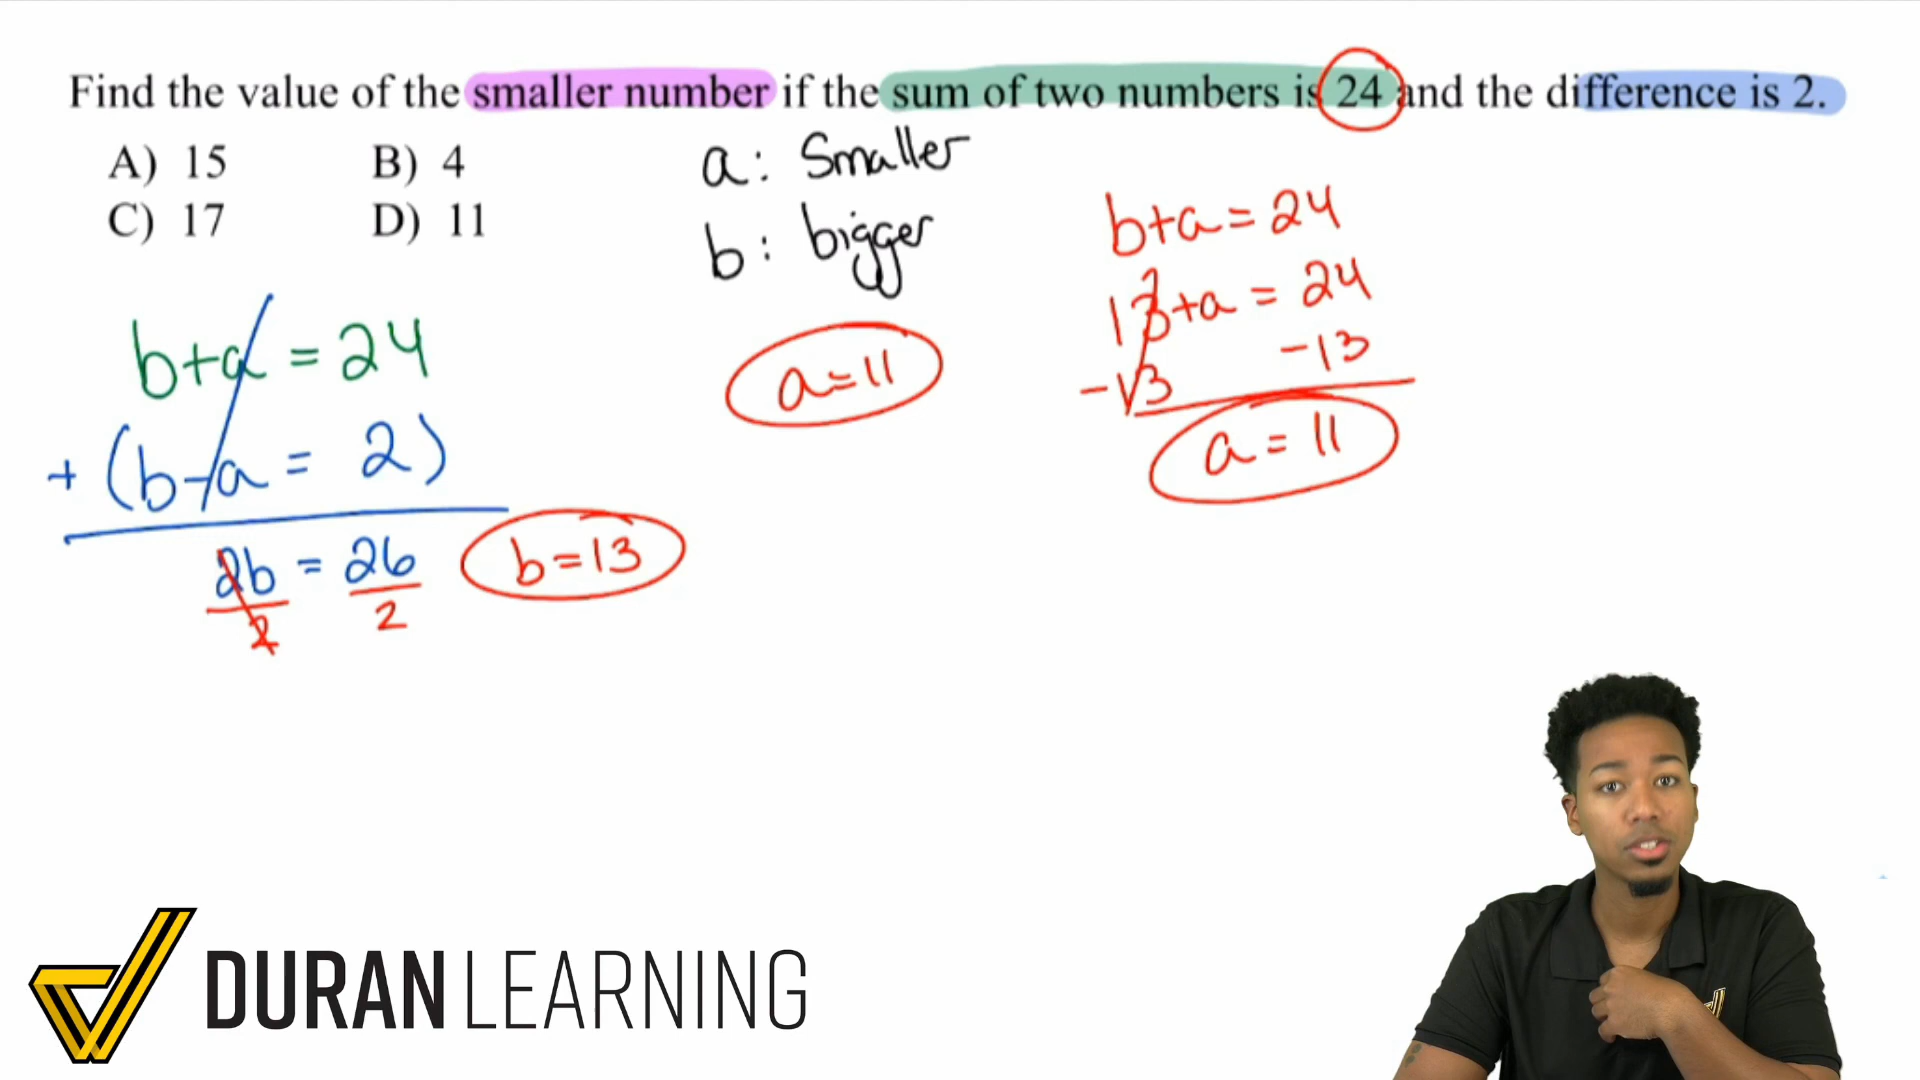 Find the value of the smaller number if the sum of two numbers is 24 and the difference is 2.
A) 15 B) 4
C) 17 D) 11
a: Smaller
b: bigger
b+a = 24
+ (b-a = 2)
2b = 26
2 2
b=13
a=11
b+a=24
13+a = 24
-13 -13
a = 11
DURAN LEARNING